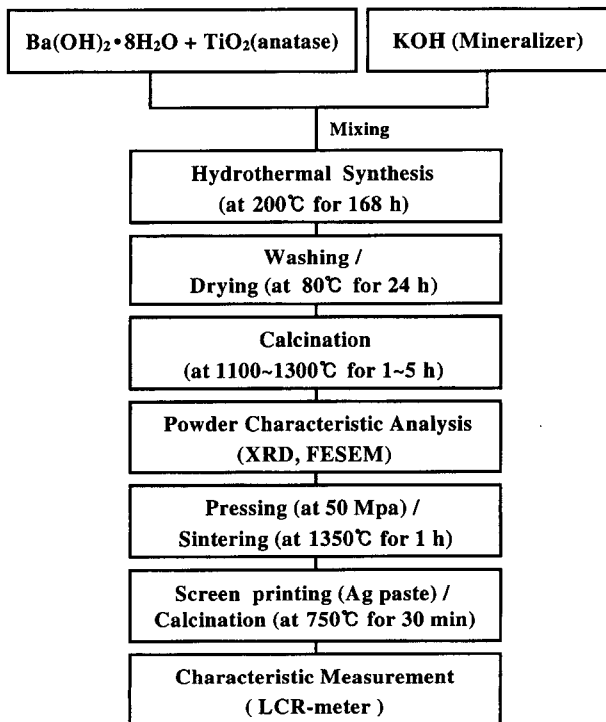 Ba(OH)₂•8H₂O + TiO₂(anatase)
KOH (Mineralizer)
Mixing
Hydrothermal Synthesis
(at 200℃ for 168 h)
Washing /
Drying (at 80℃ for 24 h)
Calcination
(at 1100~1300℃ for 1~5 h)
Powder Characteristic Analysis
(XRD, FESEM)
Pressing (at 50 Mpa) /
Sintering (at 1350℃ for 1 h)
Screen printing (Ag paste) /
Calcination (at 750℃ for 30 min)
Characteristic Measurement
( LCR-meter )